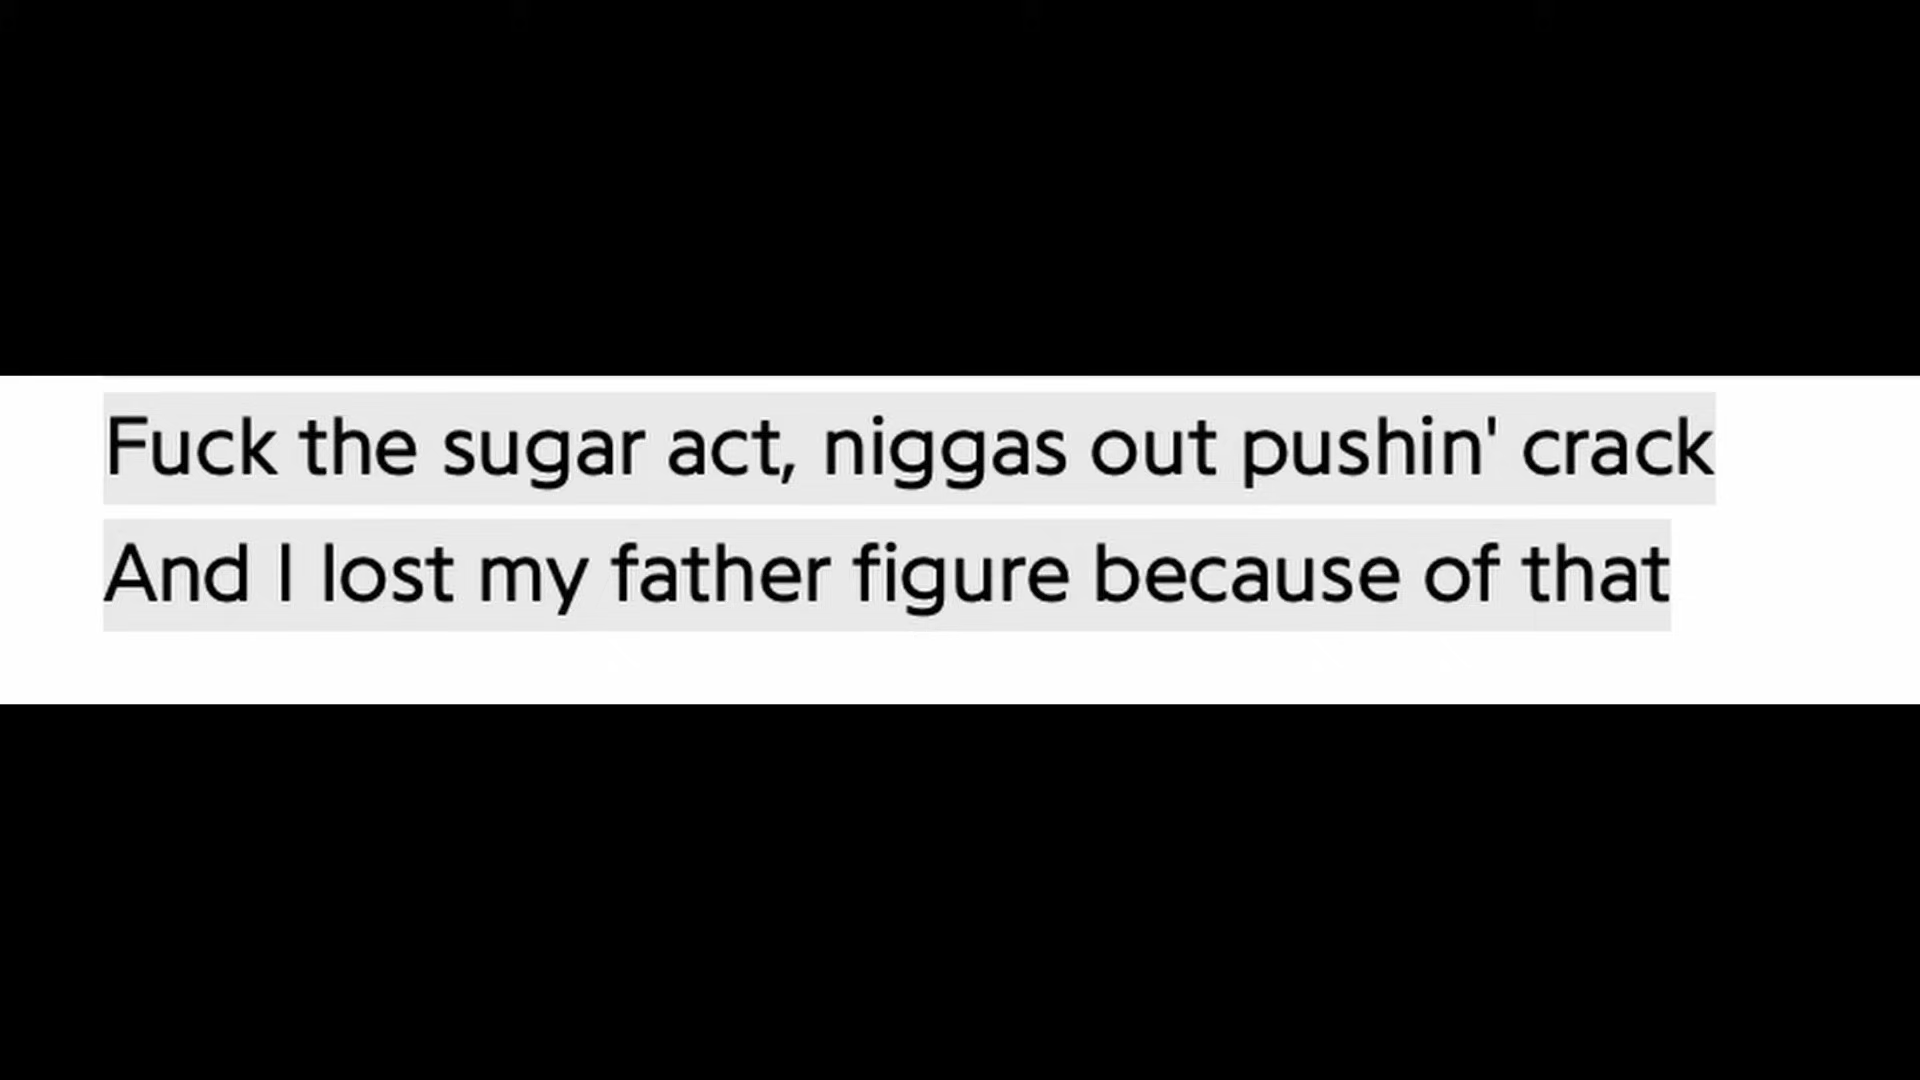 Fuck the sugar act, niggas out pushin' crack
And I lost my father figure because of that